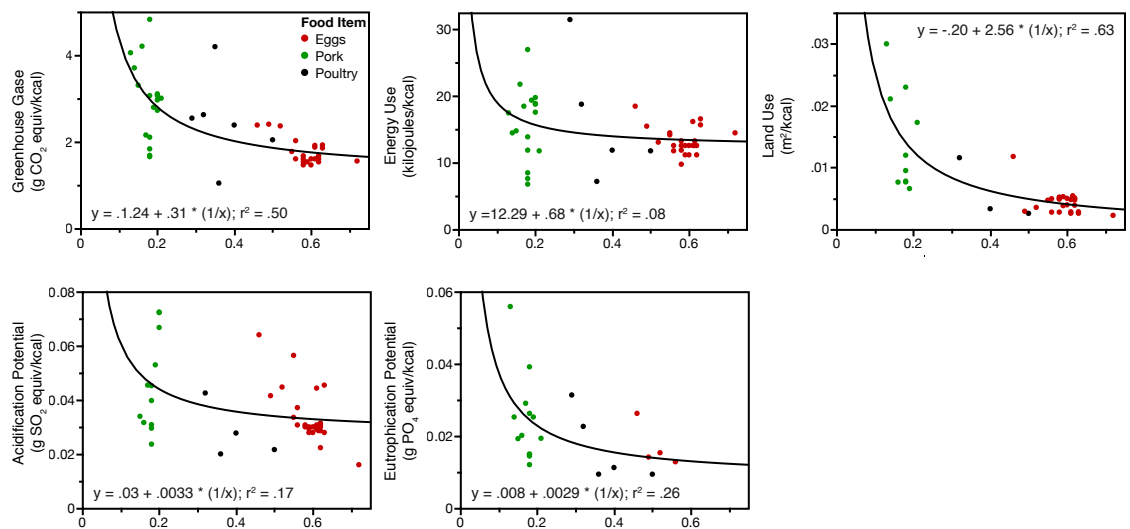 Food Item
Eggs
Pork
Poultry
Greenhouse Gase
(g CO₂ equiv/kcal)
4
2
0
y = .1.24 + .31 * (1/x); r² = .50
0 0.2 0.4 0.6
Energy Use
(kilojoules/kcal)
30
20
10
0
y =12.29 + .68 * (1/x); r² = .08
0 0.2 0.4 0.6
Land Use
(m²/kcal)
.03
.02
.01
0
y = -.20 + 2.56 * (1/x); r² = .63
0 0.2 0.4 0.6
Acidification Potential
(g SO₂ equiv/kcal)
0.08
0.06
0.04
0.02
0
y = .03 + .0033 * (1/x); r² = .17
0 0.2 0.4 0.6
Eutrophication Potential
(g PO₄ equiv/kcal)
0.06
0.04
0.02
0
y = .008 + .0029 * (1/x); r² = .26
0 0.2 0.4 0.6